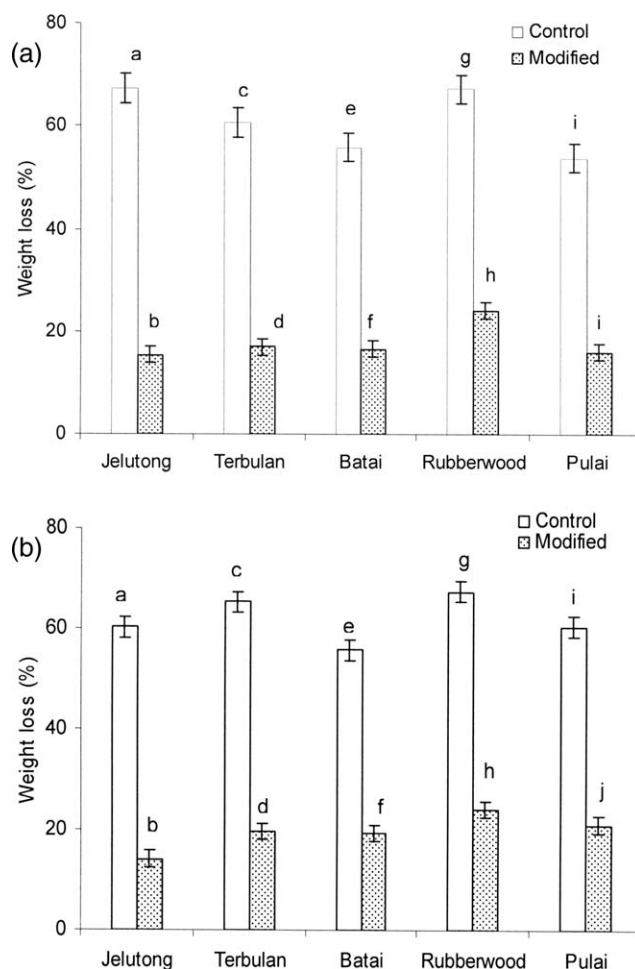 (a)
Control
Modified
Weight loss (%)
80
60
40
20
0
a
b
c
d
e
f
g
h
i
i
Jelutong Terbulan Batai Rubberwood Pulai
(b)
Control
Modified
Weight loss (%)
80
60
40
20
0
a
b
c
d
e
f
g
h
i
j
Jelutong Terbulan Batai Rubberwood Pulai